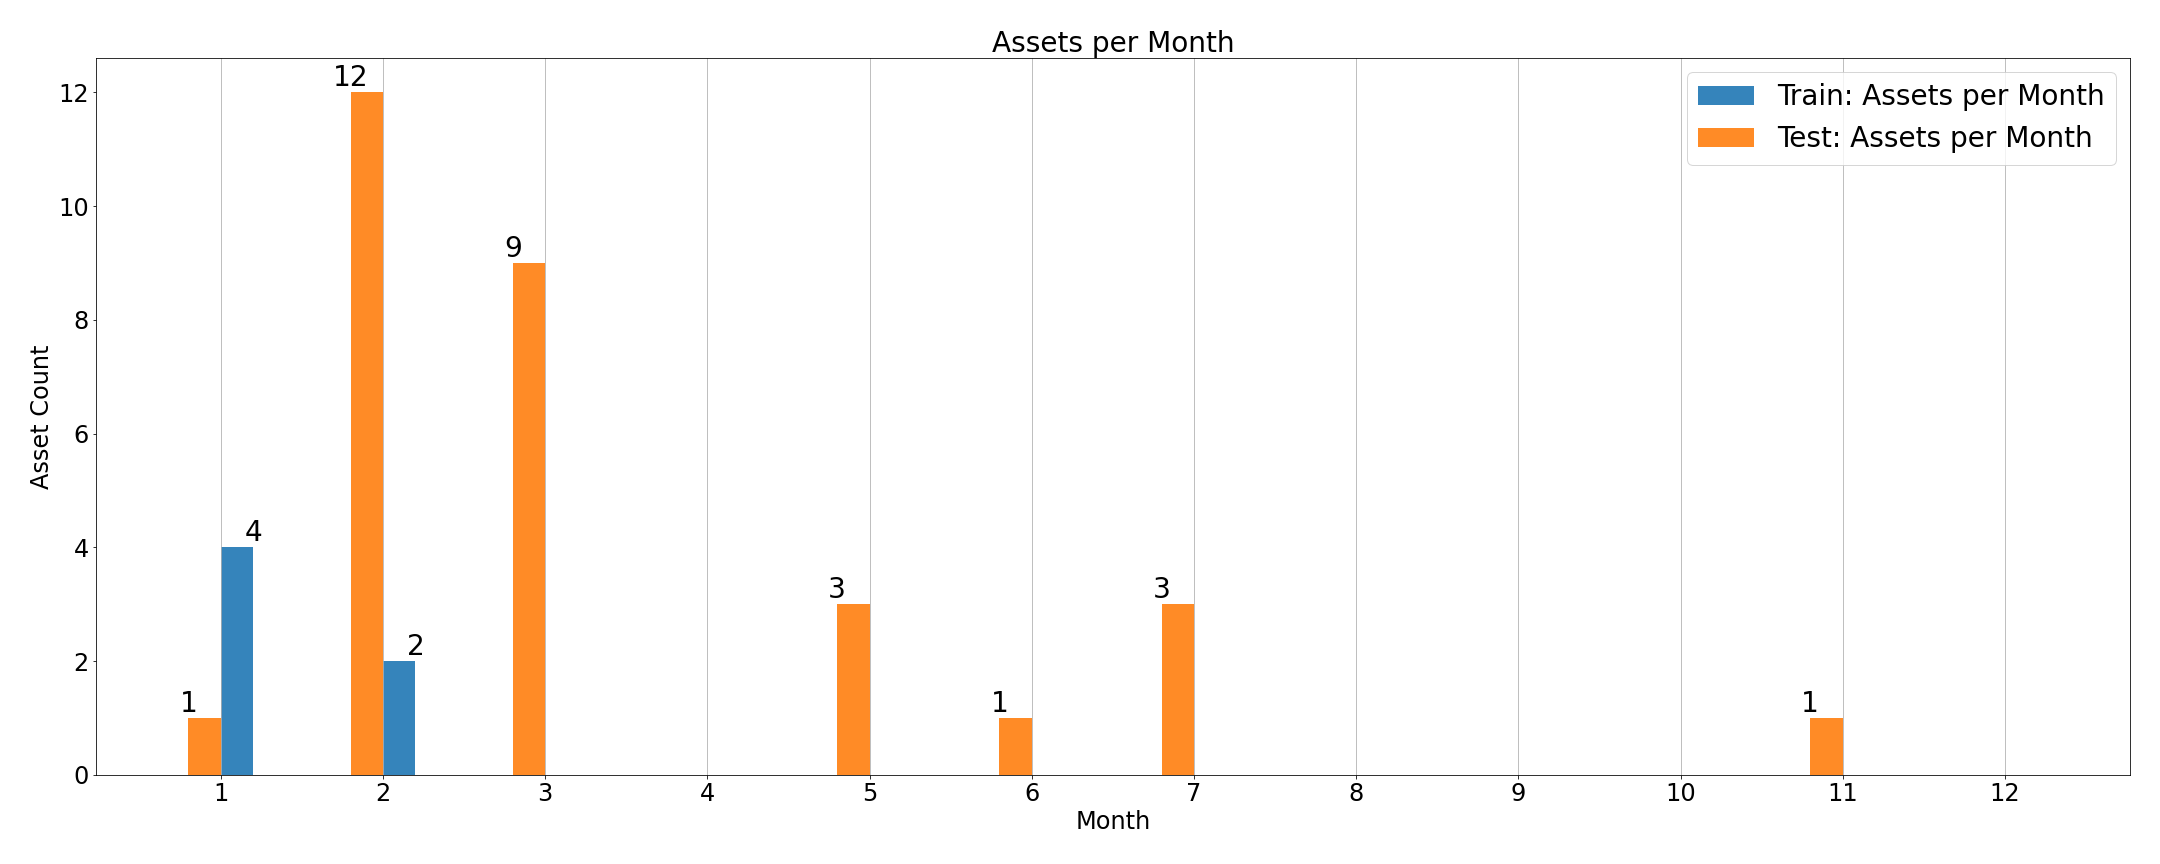 Assets per Month
Train: Assets per Month
Test: Assets per Month
Asset Count
12
10
8
6
4
2
0
1
4
12
2
9
3
1
3
1
1 2 3 4 5 6 7 8 9 10 11 12
Month